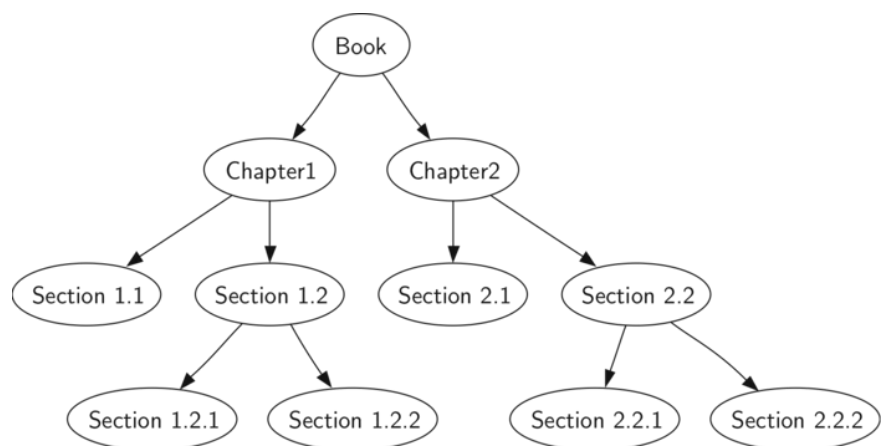 Book
Chapter1
Chapter2
Section 1.1
Section 1.2
Section 2.1
Section 2.2
Section 1.2.1
Section 1.2.2
Section 2.2.1
Section 2.2.2